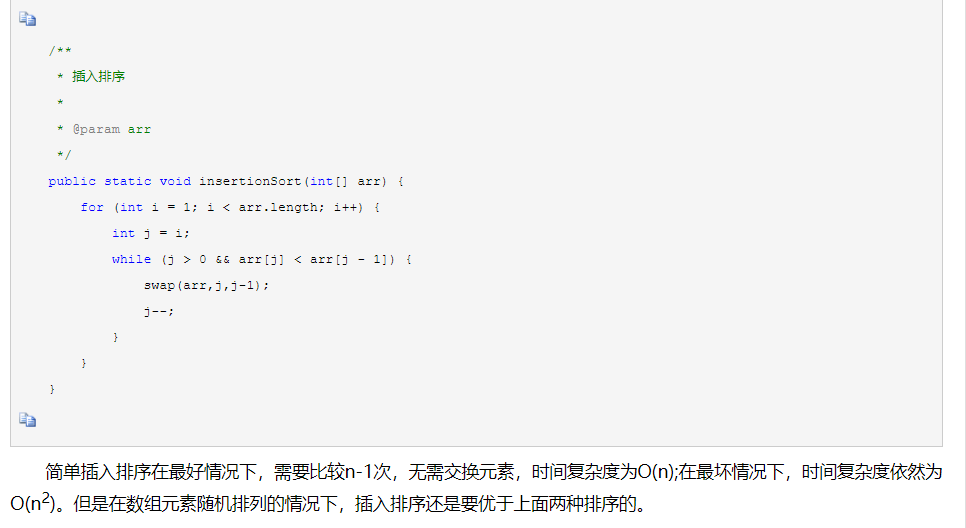 /**
 * 插入排序
 *
 * @param arr
 */
public static void insertionSort(int[] arr) {
    for (int i = 1; i < arr.length; i++) {
        int j = i;
        while (j > 0 && arr[j] < arr[j - 1]) {
            swap(arr,j,j-1);
            j--;
        }
    }
}
简单插入排序在最好情况下，需要比较n-1次，无需交换元素，时间复杂度为O(n);在最坏情况下，时间复杂度依然为
O(n²)。但是在数组元素随机排列的情况下，插入排序还是要优于上面两种排序的。